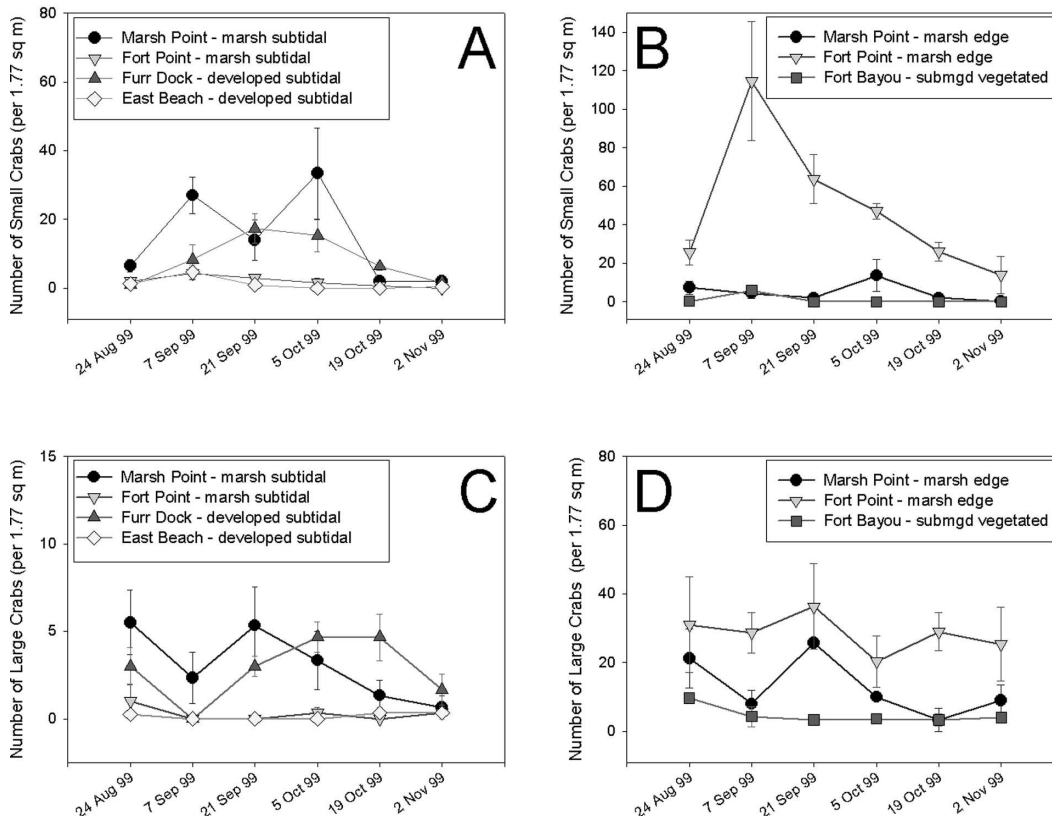 A
Number of Small Crabs (per 1.77 sq m)
80
60
40
20
0
Marsh Point - marsh subtidal
Fort Point - marsh subtidal
Furr Dock - developed subtidal
East Beach - developed subtidal
24 Aug 99
7 Sep 99
21 Sep 99
5 Oct 99
19 Oct 99
2 Nov 99
B
Number of Small Crabs (per 1.77 sq m)
140
120
100
80
60
40
20
0
Marsh Point - marsh edge
Fort Point - marsh edge
Fort Bayou - submgd vegetated
24 Aug 99
7 Sep 99
21 Sep 99
5 Oct 99
19 Oct 99
2 Nov 99
C
Number of Large Crabs (per 1.77 sq m)
15
10
5
0
Marsh Point - marsh subtidal
Fort Point - marsh subtidal
Furr Dock - developed subtidal
East Beach - developed subtidal
24 Aug 99
7 Sep 99
21 Sep 99
5 Oct 99
19 Oct 99
2 Nov 99
D
Number of Large Crabs (per 1.77 sq m)
80
60
40
20
0
Marsh Point - marsh edge
Fort Point - marsh edge
Fort Bayou - submgd vegetated
24 Aug 99
7 Sep 99
21 Sep 99
5 Oct 99
19 Oct 99
2 Nov 99